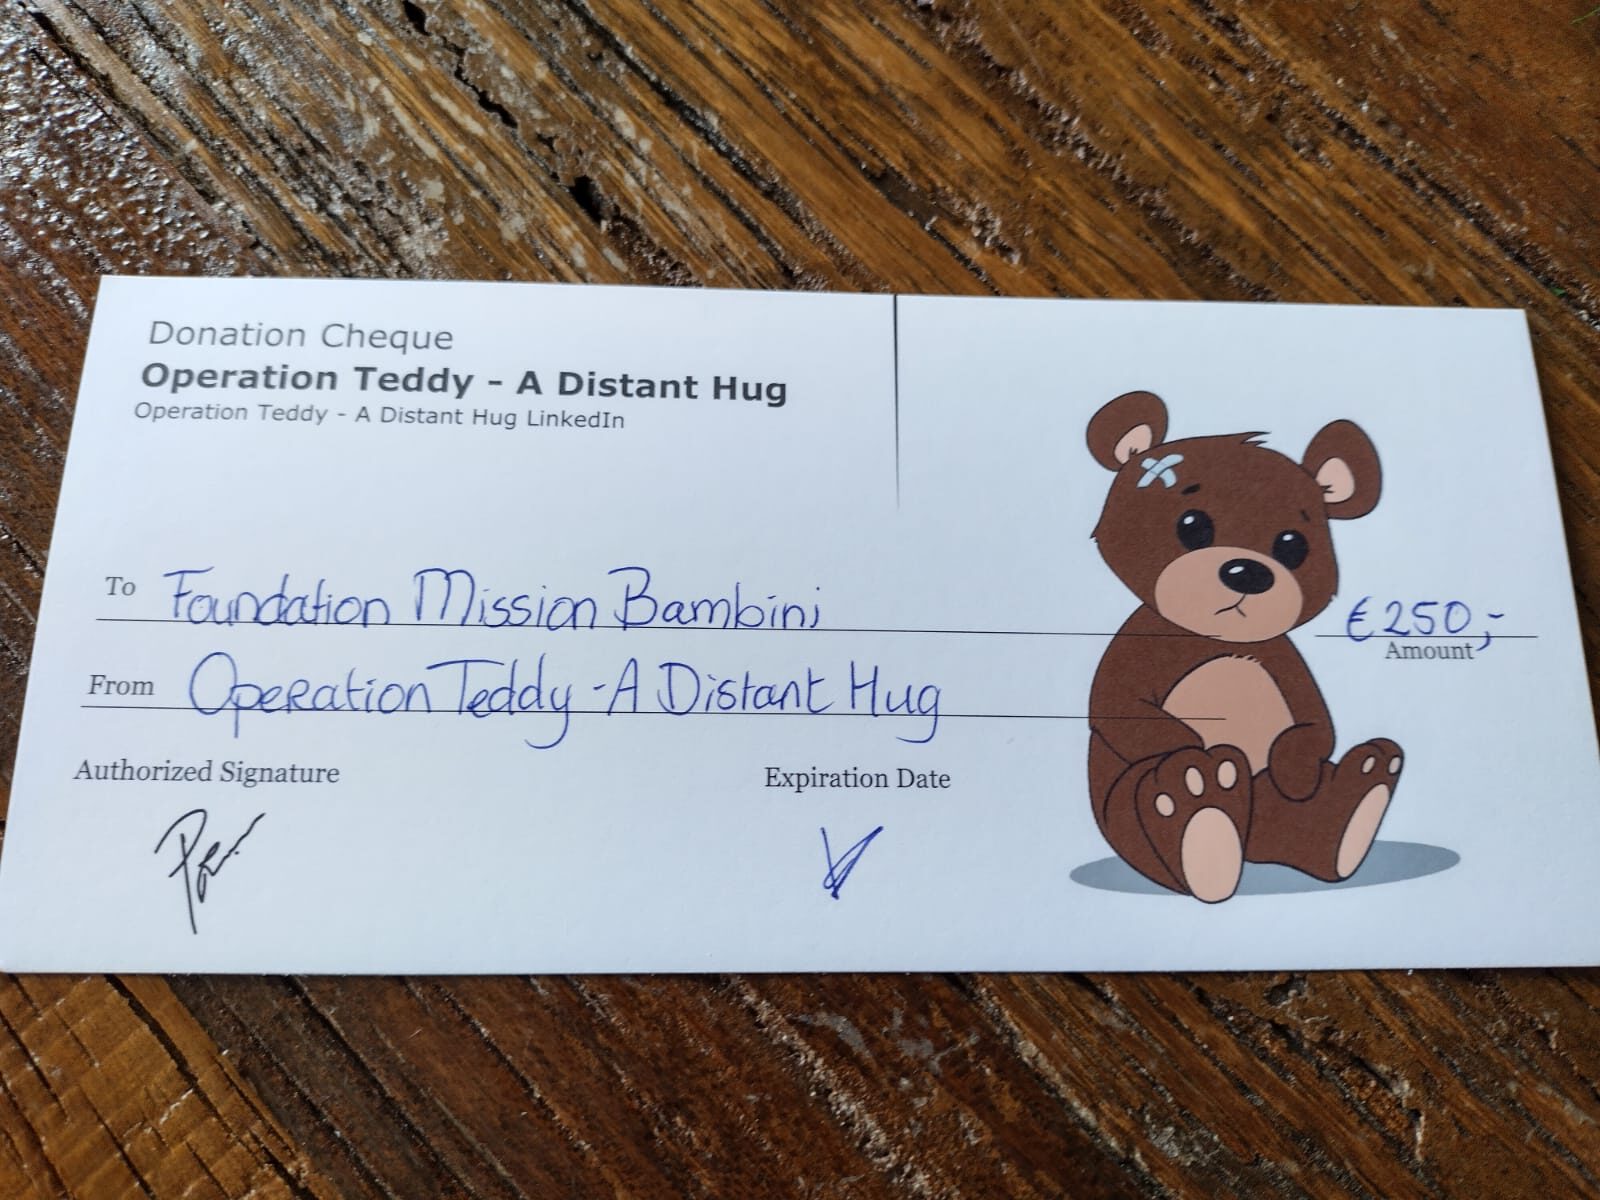 Donation Cheque
Operation Teddy - A Distant Hug
Operation Teddy - A Distant Hug LinkedIn
To Foundation Mission Bambini
€250,-
Amount
From Operation Teddy - A Distant Hug
Authorized Signature
Expiration Date